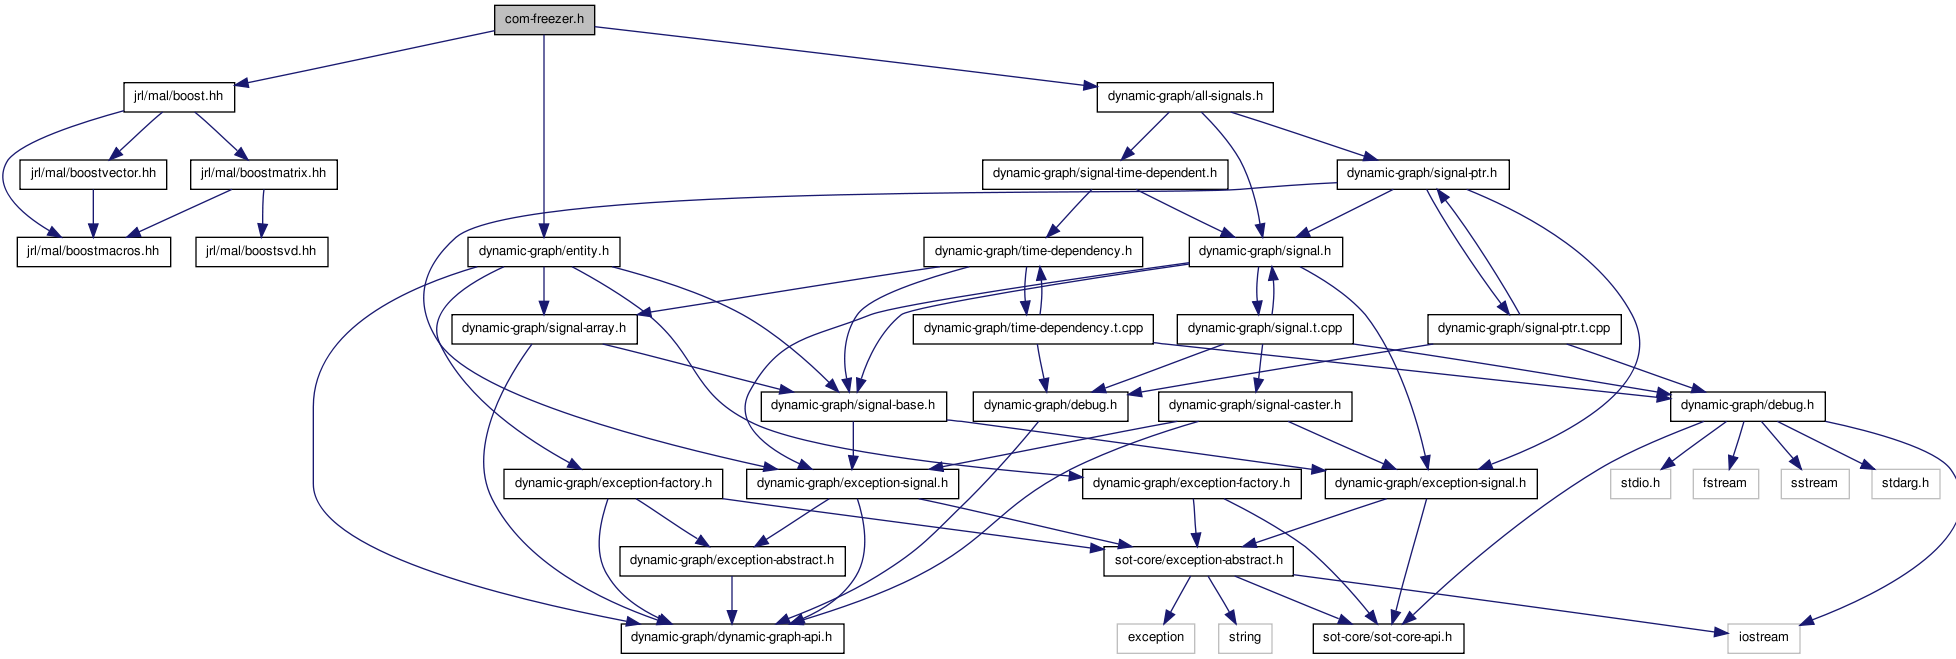 com-freezer.h
jrl/mal/boost.hh
dynamic-graph/all-signals.h
jrl/mal/boostvector.hh
jrl/mal/boostmatrix.hh
dynamic-graph/signal-time-dependent.h
dynamic-graph/signal-ptr.h
jrl/mal/boostmacros.hh
jrl/mal/boostsvd.hh
dynamic-graph/entity.h
dynamic-graph/time-dependency.h
dynamic-graph/signal.h
dynamic-graph/signal-array.h
dynamic-graph/time-dependency.t.cpp
dynamic-graph/signal.t.cpp
dynamic-graph/signal-ptr.t.cpp
dynamic-graph/signal-base.h
dynamic-graph/debug.h
dynamic-graph/signal-caster.h
dynamic-graph/debug.h
dynamic-graph/exception-factory.h
dynamic-graph/exception-signal.h
dynamic-graph/exception-factory.h
dynamic-graph/exception-signal.h
stdio.h
fstream
sstream
stdarg.h
dynamic-graph/exception-abstract.h
sot-core/exception-abstract.h
dynamic-graph/dynamic-graph-api.h
exception
string
sot-core/sot-core-api.h
iostream